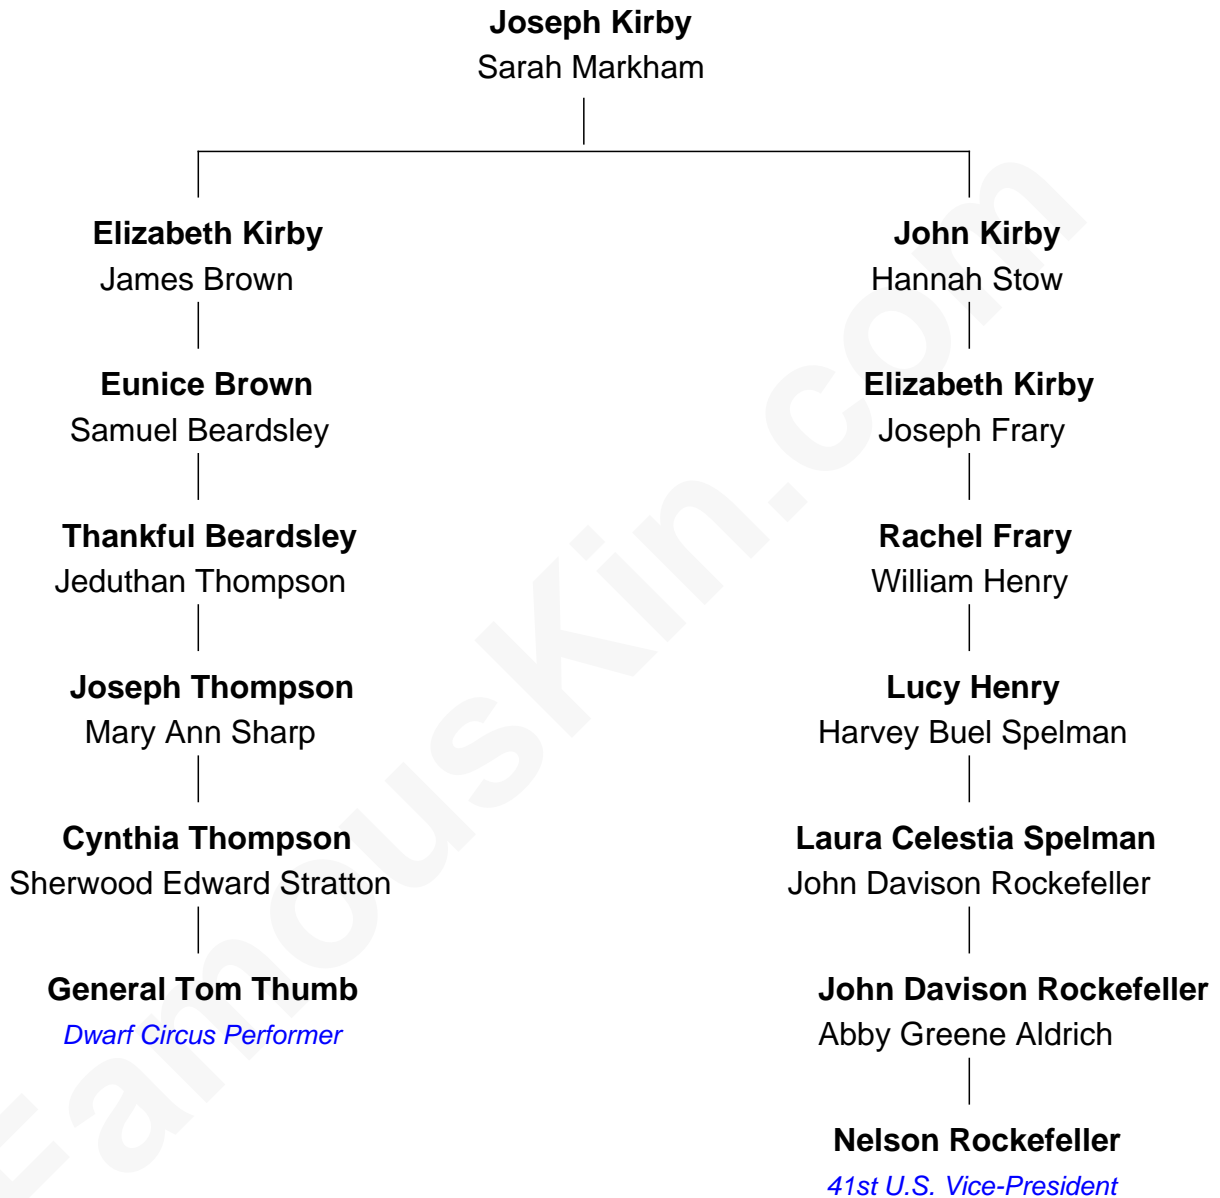 Joseph Kirby
Sarah Markham
Elizabeth Kirby
James Brown
John Kirby
Hannah Stow
Eunice Brown
Samuel Beardsley
Elizabeth Kirby
Joseph Frary
Thankful Beardsley
Jeduthan Thompson
Rachel Frary
William Henry
Joseph Thompson
Mary Ann Sharp
Lucy Henry
Harvey Buel Spelman
Cynthia Thompson
Sherwood Edward Stratton
Laura Celestia Spelman
John Davison Rockefeller
General Tom Thumb
Dwarf Circus Performer
John Davison Rockefeller
Abby Greene Aldrich
Nelson Rockefeller
41st U.S. Vice-President
FamousKin.com